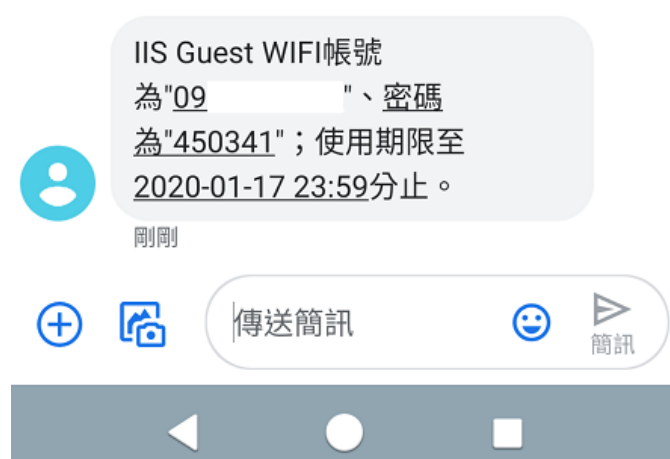 IIS Guest WIFI帳號
為"09 "、密碼
為"450341"；使用期限至
2020-01-17 23:59分止。
剛剛
傳送簡訊
簡訊